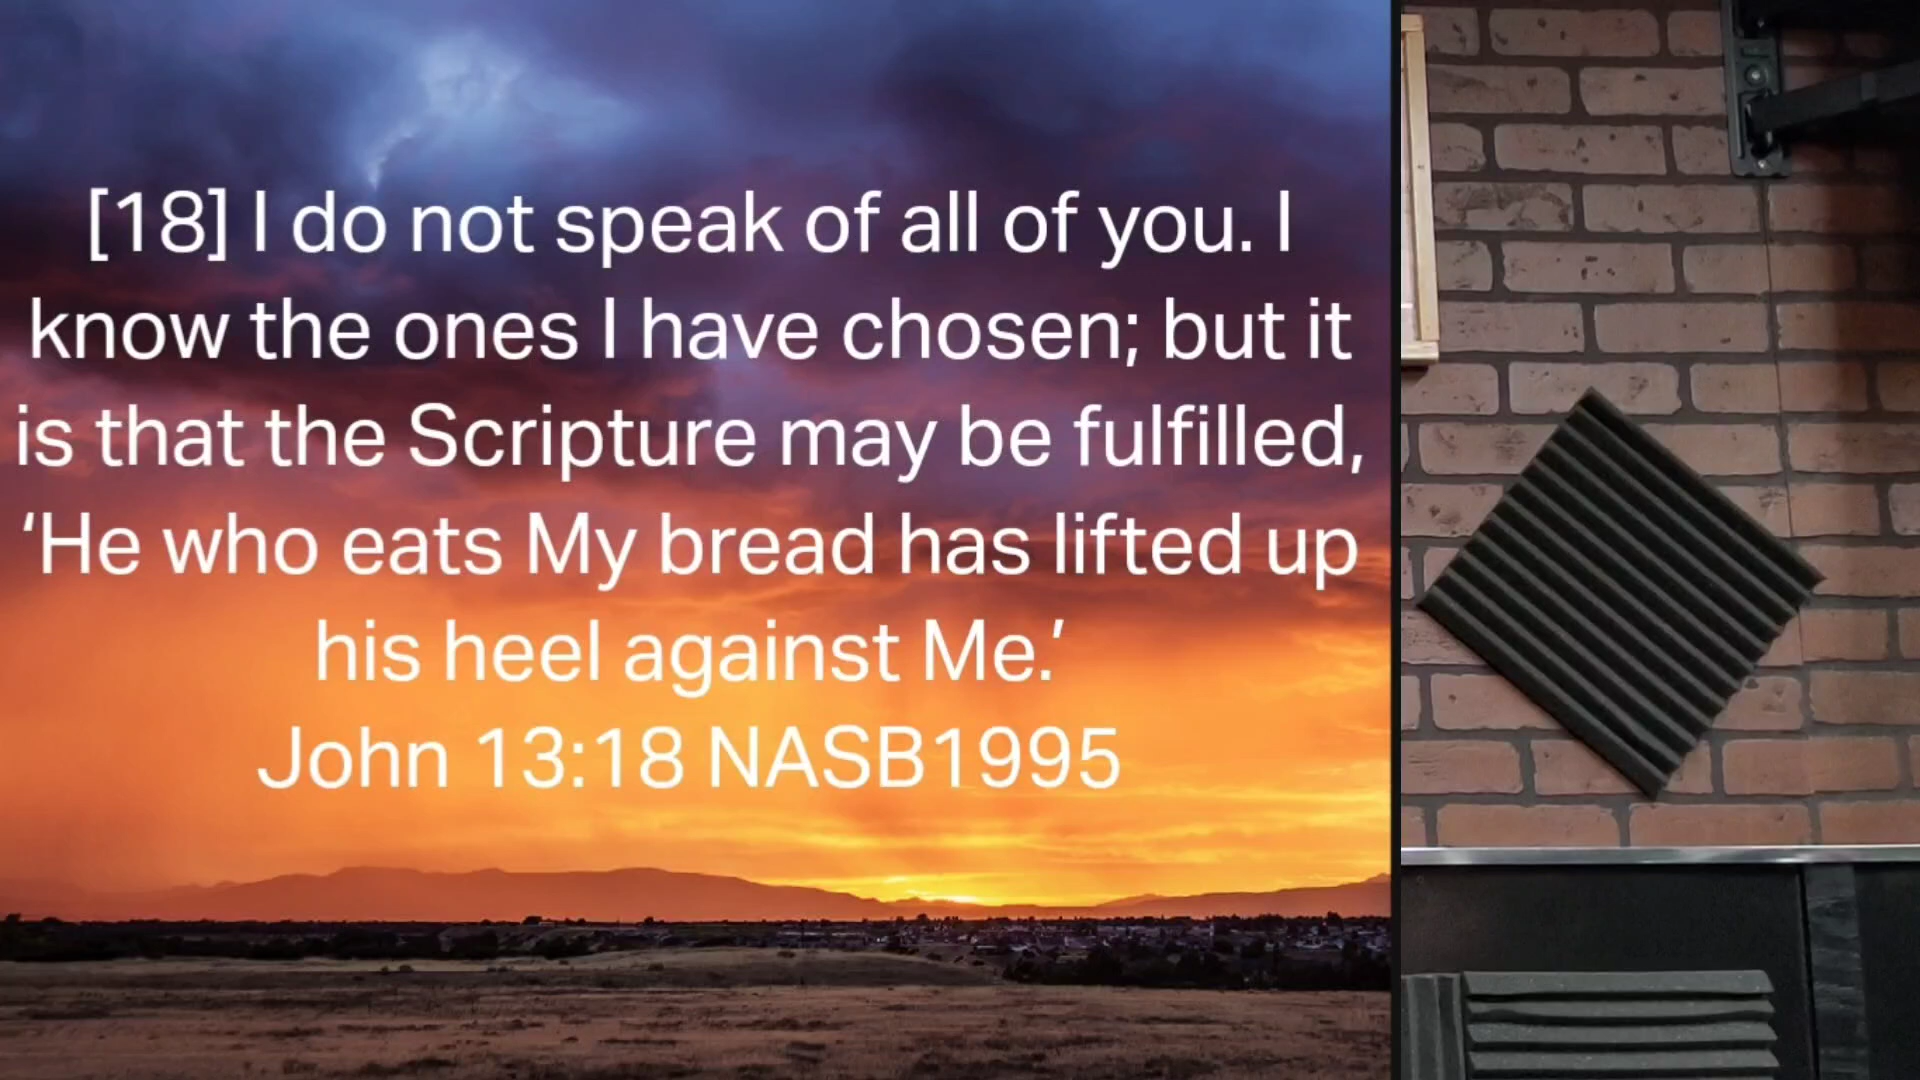 [18] I do not speak of all of you. I
know the ones I have chosen; but it
is that the Scripture may be fulfilled,
‘He who eats My bread has lifted up
his heel against Me.’
John 13:18 NASB1995